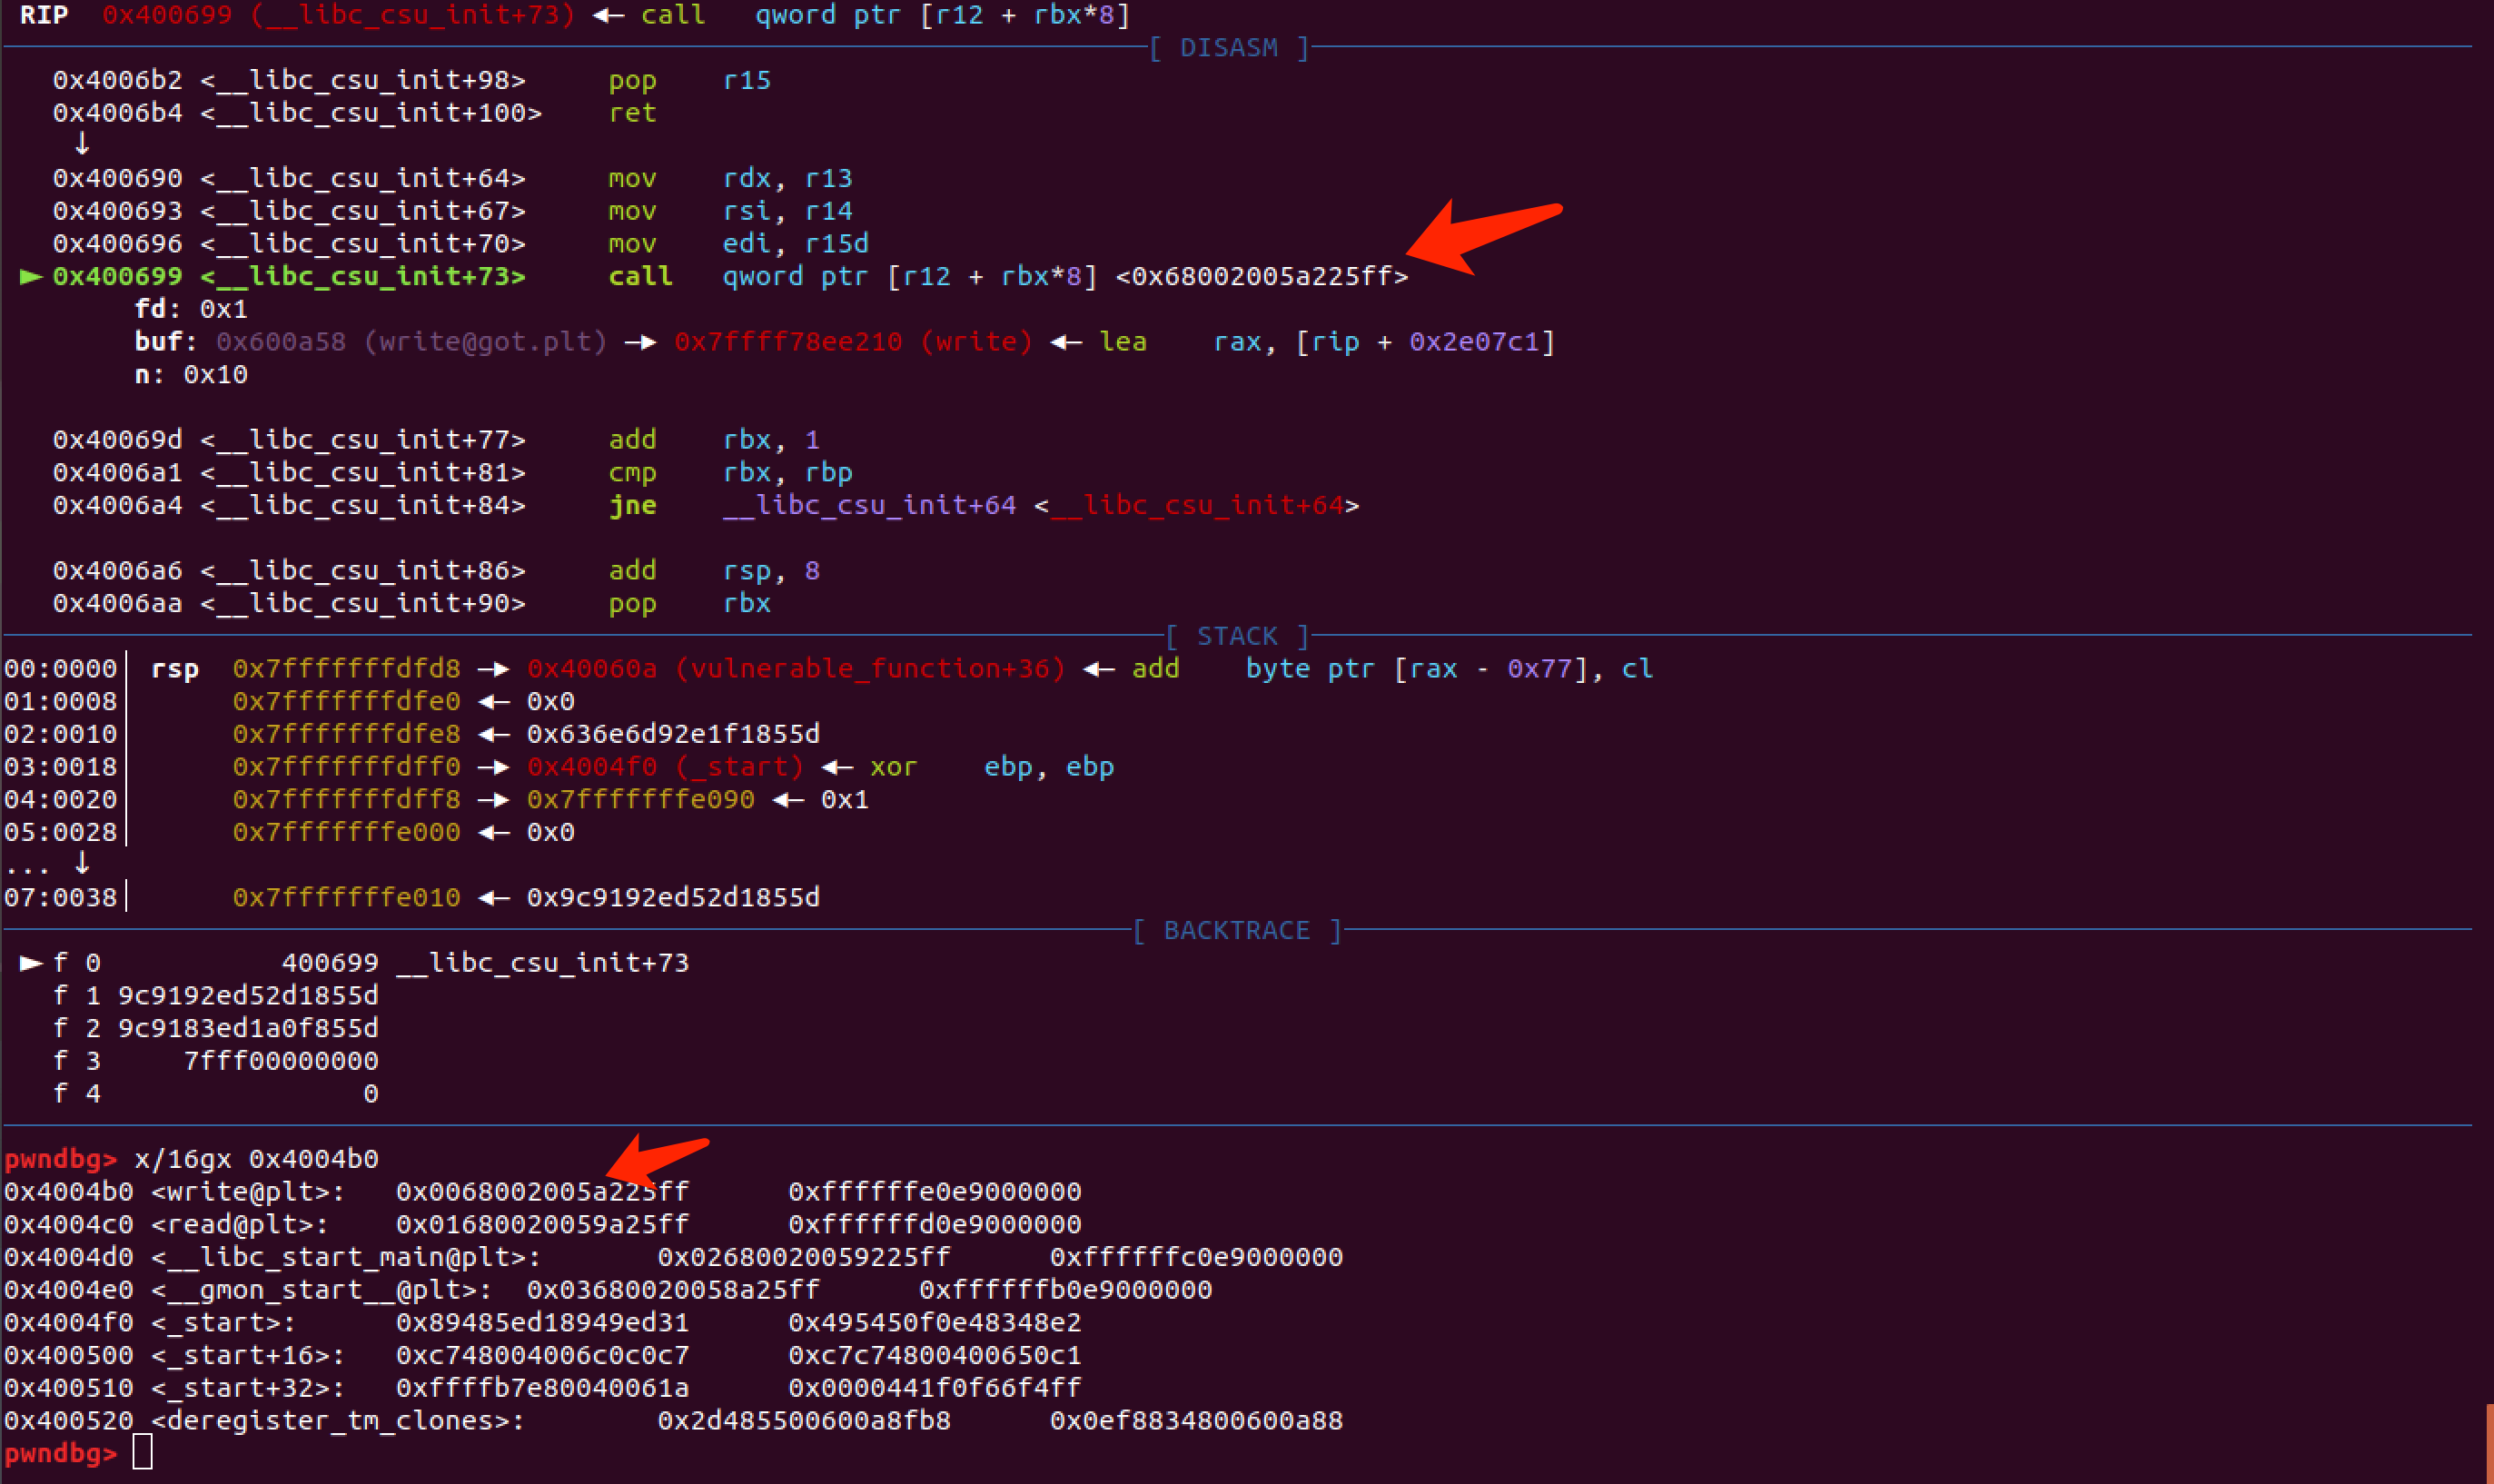 RIP  0x400699 (__libc_csu_init+73) ◂— call   qword ptr [r12 + rbx*8]
[ DISASM ]
0x4006b2 <__libc_csu_init+98>     pop    r15
0x4006b4 <__libc_csu_init+100>    ret
↓
0x400690 <__libc_csu_init+64>     mov    rdx, r13
0x400693 <__libc_csu_init+67>     mov    rsi, r14
0x400696 <__libc_csu_init+70>     mov    edi, r15d
► 0x400699 <__libc_csu_init+73>     call   qword ptr [r12 + rbx*8] <0x68002005a225ff>
fd: 0x1
buf: 0x600a58 (write@got.plt) —▸ 0x7ffff78ee210 (write) ◂— lea    rax, [rip + 0x2e07c1]
n: 0x10
0x40069d <__libc_csu_init+77>     add    rbx, 1
0x4006a1 <__libc_csu_init+81>     cmp    rbx, rbp
0x4006a4 <__libc_csu_init+84>     jne    __libc_csu_init+64 <__libc_csu_init+64>
0x4006a6 <__libc_csu_init+86>     add    rsp, 8
0x4006aa <__libc_csu_init+90>     pop    rbx
[ STACK ]
00:0000│ rsp  0x7fffffffdfd8 —▸ 0x40060a (vulnerable_function+36) ◂— add    byte ptr [rax - 0x77], cl
01:0008│      0x7fffffffdfe0 ◂— 0x0
02:0010│      0x7fffffffdfe8 ◂— 0x636e6d92e1f1855d
03:0018│      0x7fffffffdff0 —▸ 0x4004f0 (_start) ◂— xor    ebp, ebp
04:0020│      0x7fffffffdff8 —▸ 0x7fffffffe090 ◂— 0x1
05:0028│      0x7fffffffe000 ◂— 0x0
... ↓
07:0038│      0x7fffffffe010 ◂— 0x9c9192ed52d1855d
[ BACKTRACE ]
► f 0           400699 __libc_csu_init+73
f 1 9c9192ed52d1855d
f 2 9c9183ed1a0f855d
f 3     7fff00000000
f 4                0
pwndbg> x/16gx 0x4004b0
0x4004b0 <write@plt>:   0x0068002005a225ff      0xffffffe0e9000000
0x4004c0 <read@plt>:    0x01680020059a25ff      0xffffffd0e9000000
0x4004d0 <__libc_start_main@plt>:       0x02680020059225ff      0xffffffc0e9000000
0x4004e0 <__gmon_start__@plt>:  0x03680020058a25ff      0xffffffb0e9000000
0x4004f0 <_start>:      0x89485ed18949ed31      0x495450f0e48348e2
0x400500 <_start+16>:   0xc748004006c0c0c7      0xc7c74800400650c1
0x400510 <_start+32>:   0xffffb7e80040061a      0x0000441f0f66f4ff
0x400520 <deregister_tm_clones>:        0x2d485500600a8fb8      0x0ef8834800600a88
pwndbg>